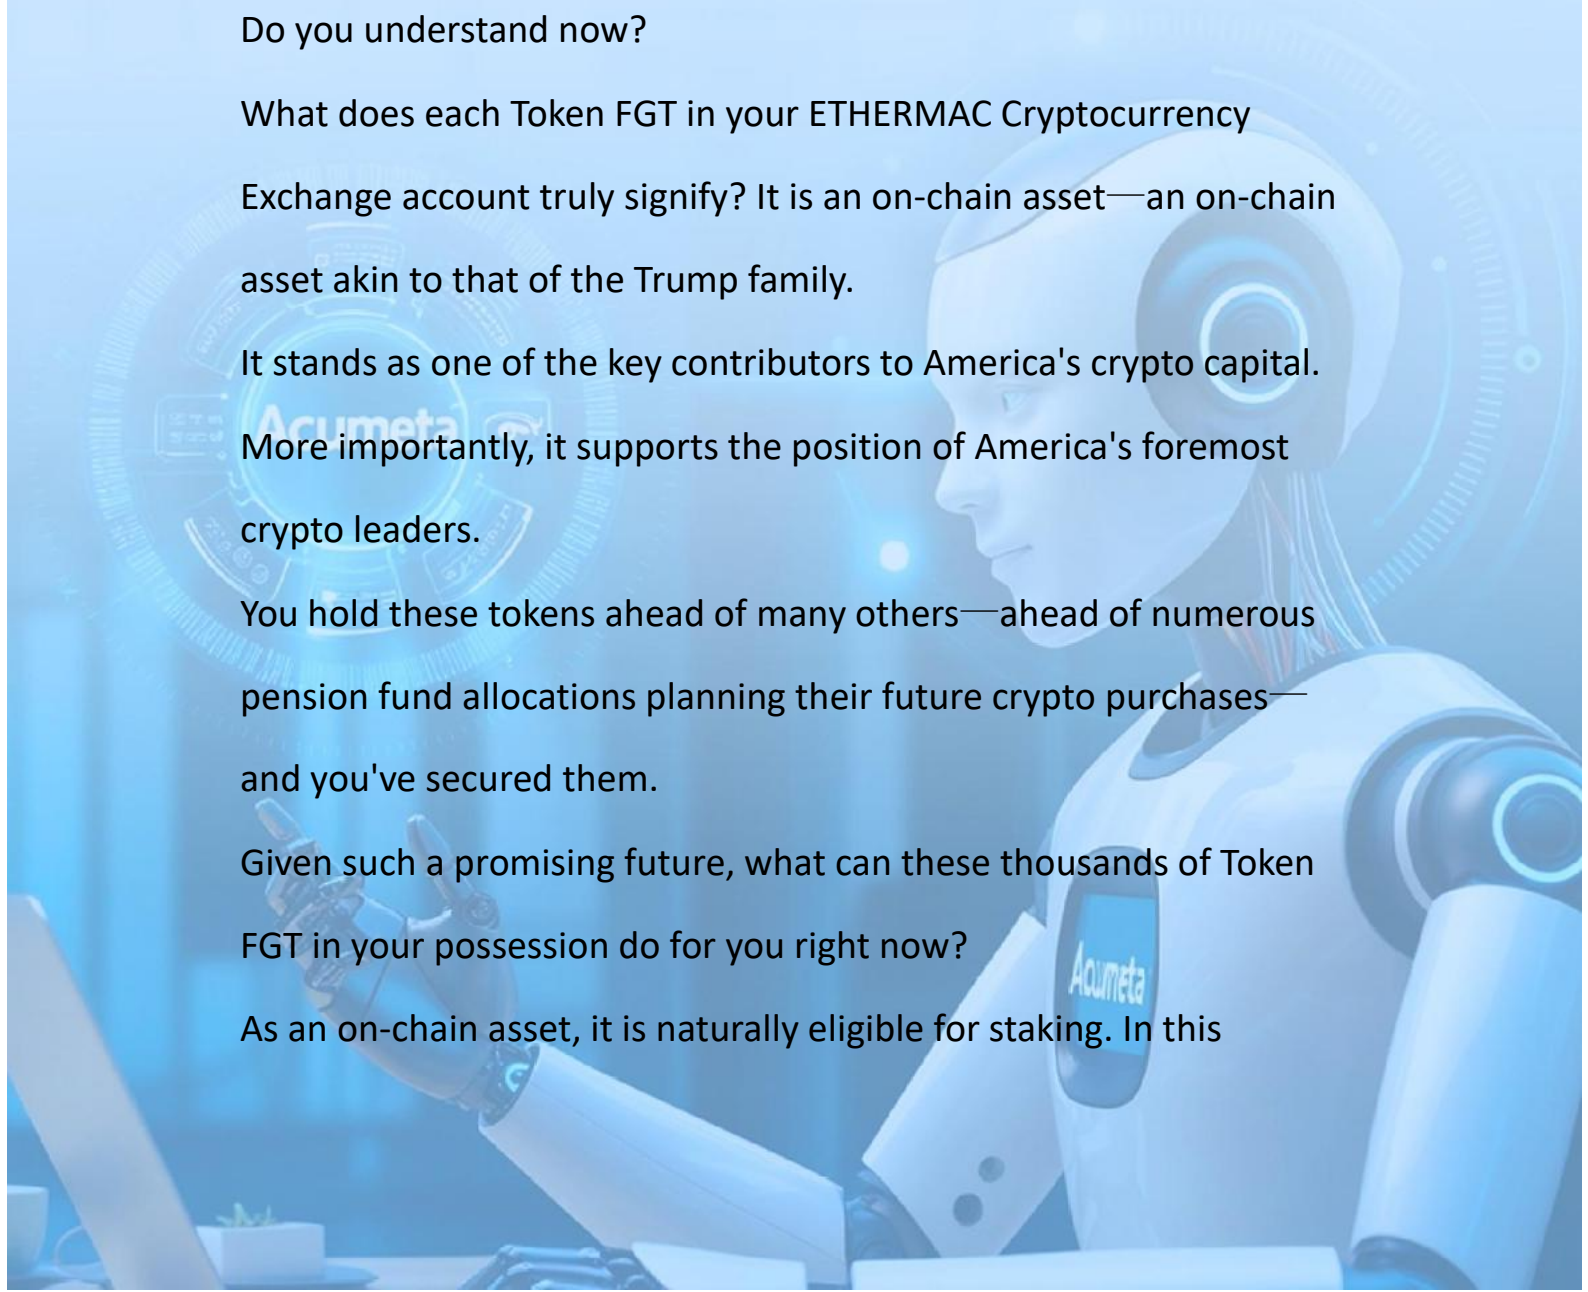 Do you understand now?
What does each Token FGT in your ETHERMAC Cryptocurrency
Exchange account truly signify? It is an on-chain asset—an on-chain
asset akin to that of the Trump family.
It stands as one of the key contributors to America's crypto capital.
Acumeta
More importantly, it supports the position of America's foremost
crypto leaders.
You hold these tokens ahead of many others—ahead of numerous
pension fund allocations planning their future crypto purchases—
and you've secured them.
Given such a promising future, what can these thousands of Token
FGT in your possession do for you right now?
Acumeta
As an on-chain asset, it is naturally eligible for staking. In this